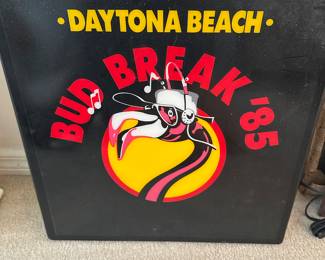 · DAYTONA BEACH ·
BUD BREAK '85